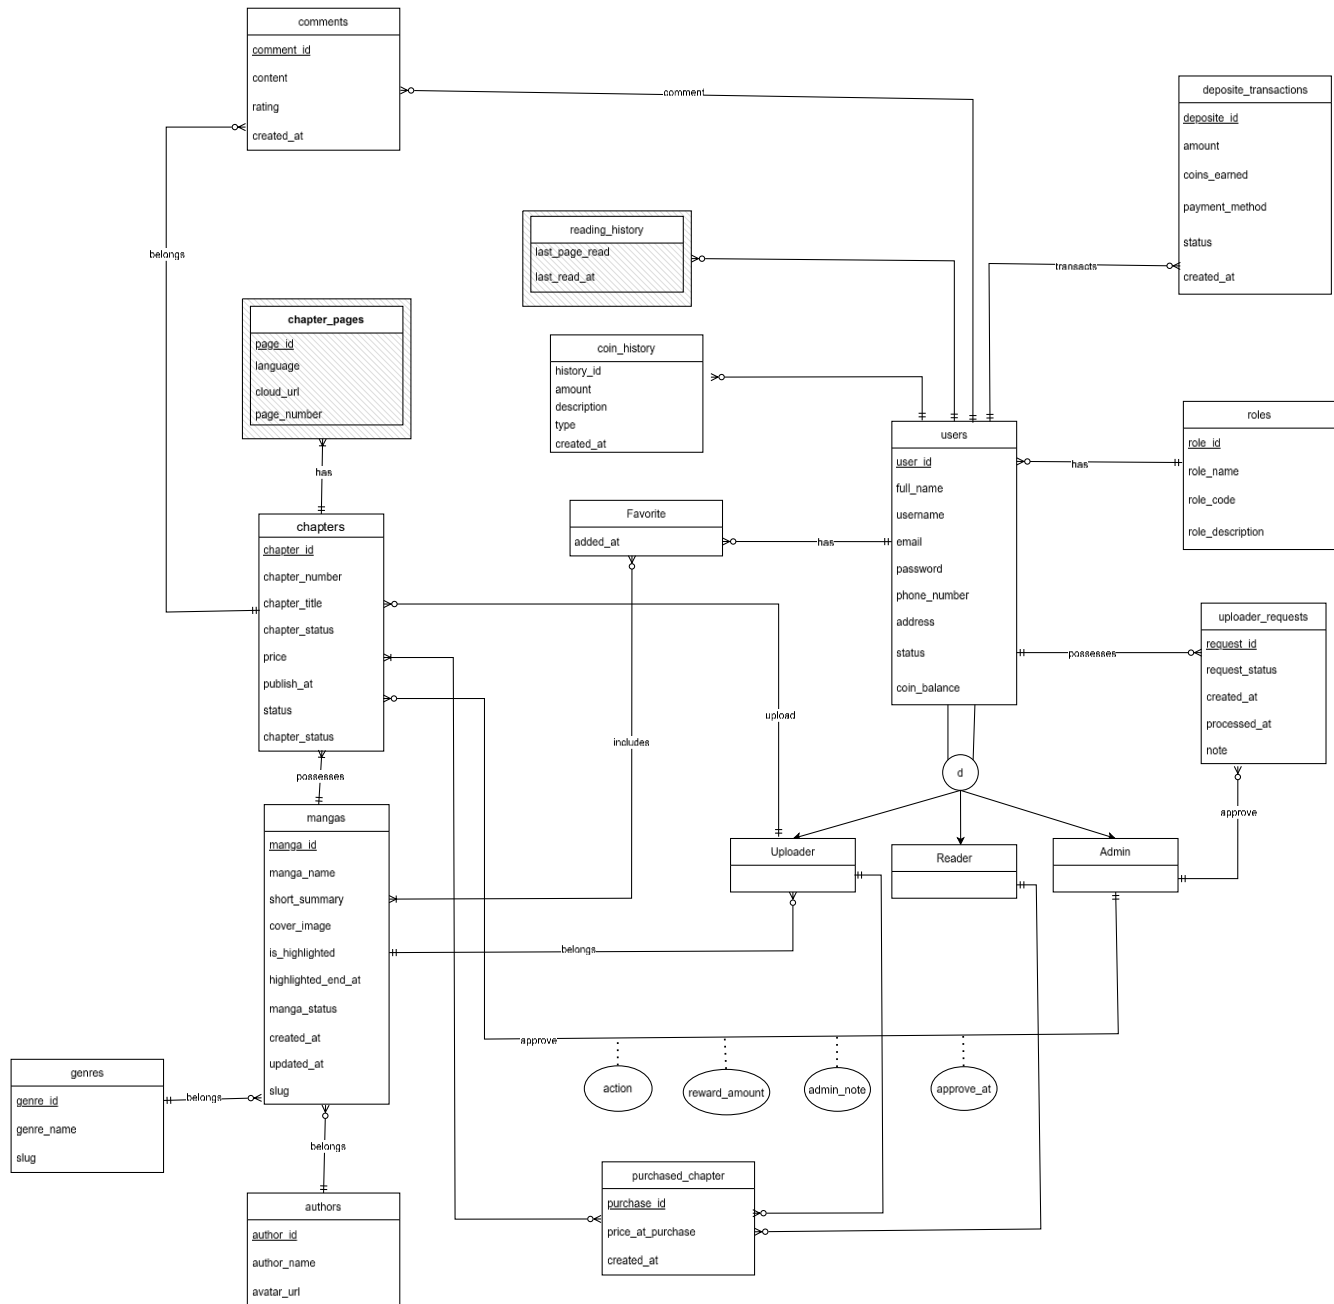 comments
comment_id
content
rating
created_at
comment
deposite_transactions
deposite_id
amount
coins_earned
payment_method
status
created_at
transacts
belongs
reading_history
last_page_read
last_read_at
chapter_pages
page_id
language
cloud_url
page_number
has
coin_history
history_id
amount
description
type
created_at
users
user_id
full_name
username
email
password
phone_number
address
status
coin_balance
has
roles
role_id
role_name
role_code
role_description
Favorite
added_at
has
chapters
chapter_id
chapter_number
chapter_title
chapter_status
price
publish_at
status
chapter_status
possesses
uploader_requests
request_id
request_status
created_at
processed_at
note
possesses
upload
includes
d
approve
mangas
manga_id
manga_name
short_summary
cover_image
is_highlighted
highlighted_end_at
manga_status
created_at
updated_at
slug
Uploader
Reader
Admin
belongs
approve
action
reward_amount
admin_note
approve_at
genres
genre_id
genre_name
slug
belongs
belongs
purchased_chapter
purchase_id
price_at_purchase
created_at
authors
author_id
author_name
avatar_url